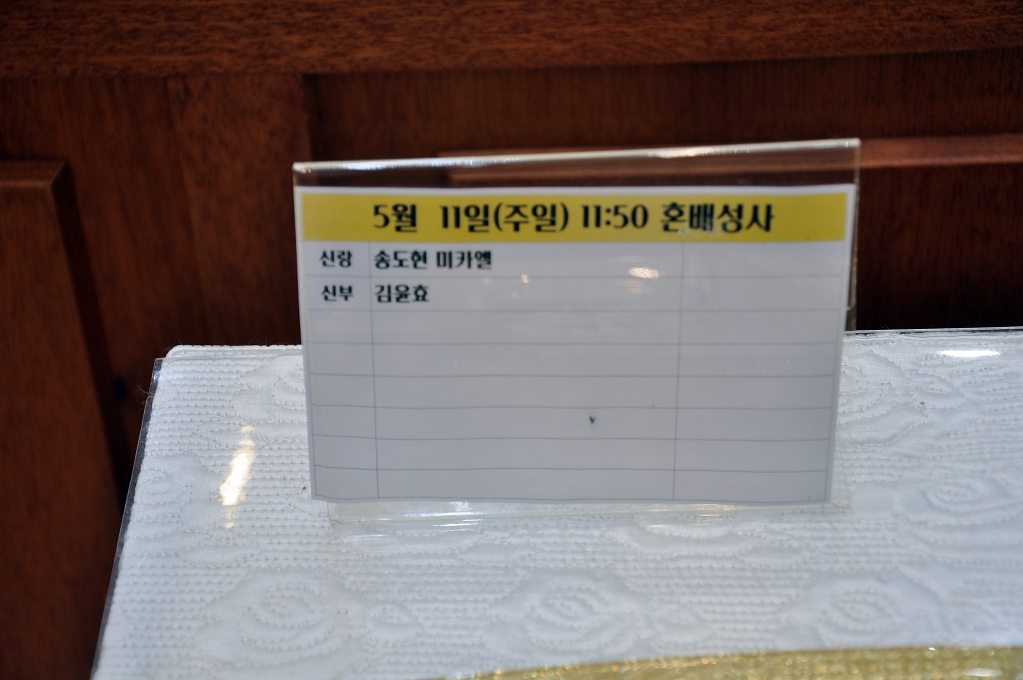 5월 11일(주일) 11:50 혼배성사
신랑 송도현 미카엘
신부 김윤효